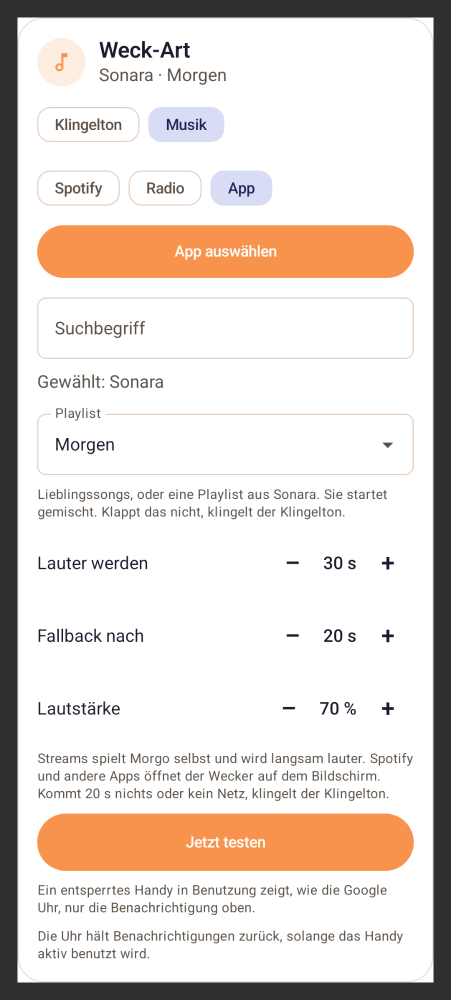 Weck-Art
Sonara · Morgen
Klingelton
Musik
Spotify
Radio
App
App auswählen
Suchbegriff
Gewählt: Sonara
Playlist
Morgen
Lieblingssongs, oder eine Playlist aus Sonara. Sie startet
gemischt. Klappt das nicht, klingelt der Klingelton.
Lauter werden − 30 s +
Fallback nach − 20 s +
Lautstärke − 70 % +
Streams spielt Morgo selbst und wird langsam lauter. Spotify
und andere Apps öffnet der Wecker auf dem Bildschirm.
Kommt 20 s nichts oder kein Netz, klingelt der Klingelton.
Jetzt testen
Ein entsperrtes Handy in Benutzung zeigt, wie die Google
Uhr, nur die Benachrichtigung oben.
Die Uhr hält Benachrichtigungen zurück, solange das Handy
aktiv benutzt wird.